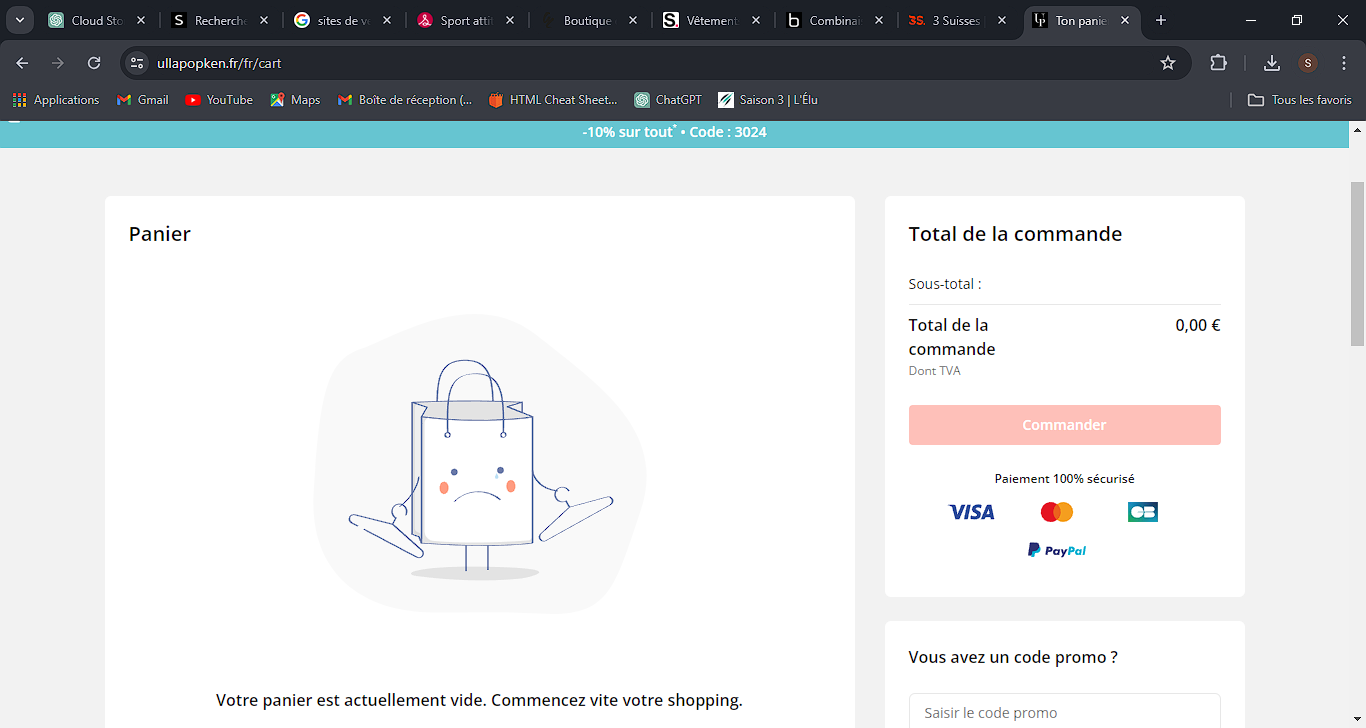 Cloud Sto
Recherche
sites de ve
Sport atti
Boutique
Vêtement
Combinai
3S. 3 Suisses
Ton panie
ullapopken.fr/fr/cart
S
Applications
Gmail
YouTube
Maps
Boîte de réception (...
HTML Cheat Sheet...
ChatGPT
Saison 3 | L'Élu
Tous les favoris
-10% sur tout* • Code : 3024
Panier
Votre panier est actuellement vide. Commencez vite votre shopping.
Total de la commande
Sous-total :
Total de la commande 0,00 €
Dont TVA
Commander
Paiement 100% sécurisé
VISA
CB
PayPal
Vous avez un code promo ?
Saisir le code promo